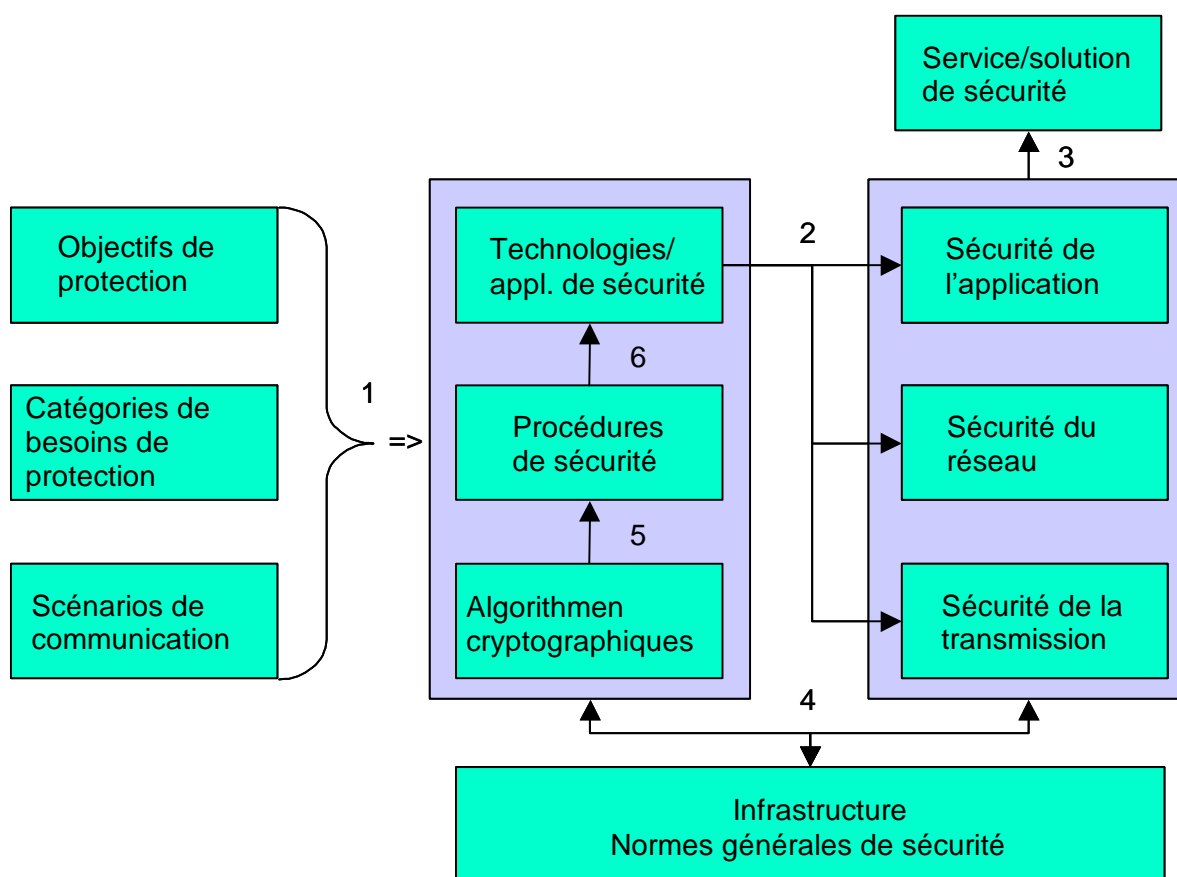 Service/solution
de sécurité
3
Objectifs de
protection
Technologies/
appl. de sécurité
2
Sécurité de
l'application
6
1
=>
Catégories de
besoins de
protection
Procédures
de sécurité
Sécurité du
réseau
5
Scénarios de
communication
Algorithmen
cryptographiques
Sécurité de la
transmission
4
Infrastructure
Normes générales de sécurité